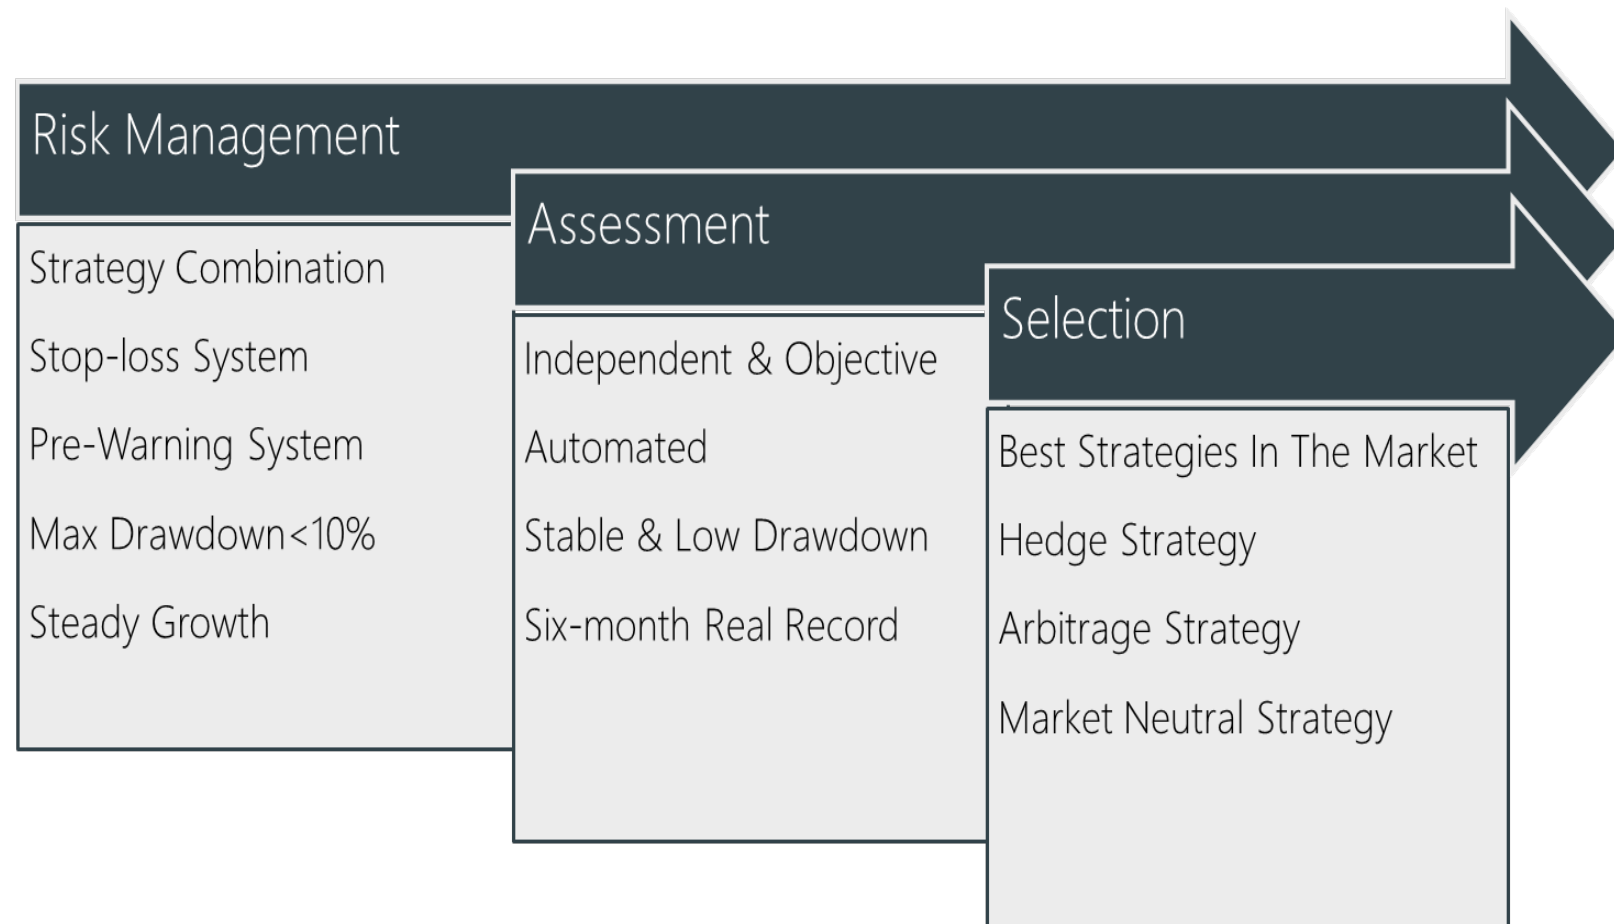 Risk Management
Strategy Combination
Stop-loss System
Pre-Warning System
Max Drawdown<10%
Steady Growth
Assessment
Independent & Objective
Automated
Stable & Low Drawdown
Six-month Real Record
Selection
Best Strategies In The Market
Hedge Strategy
Arbitrage Strategy
Market Neutral Strategy